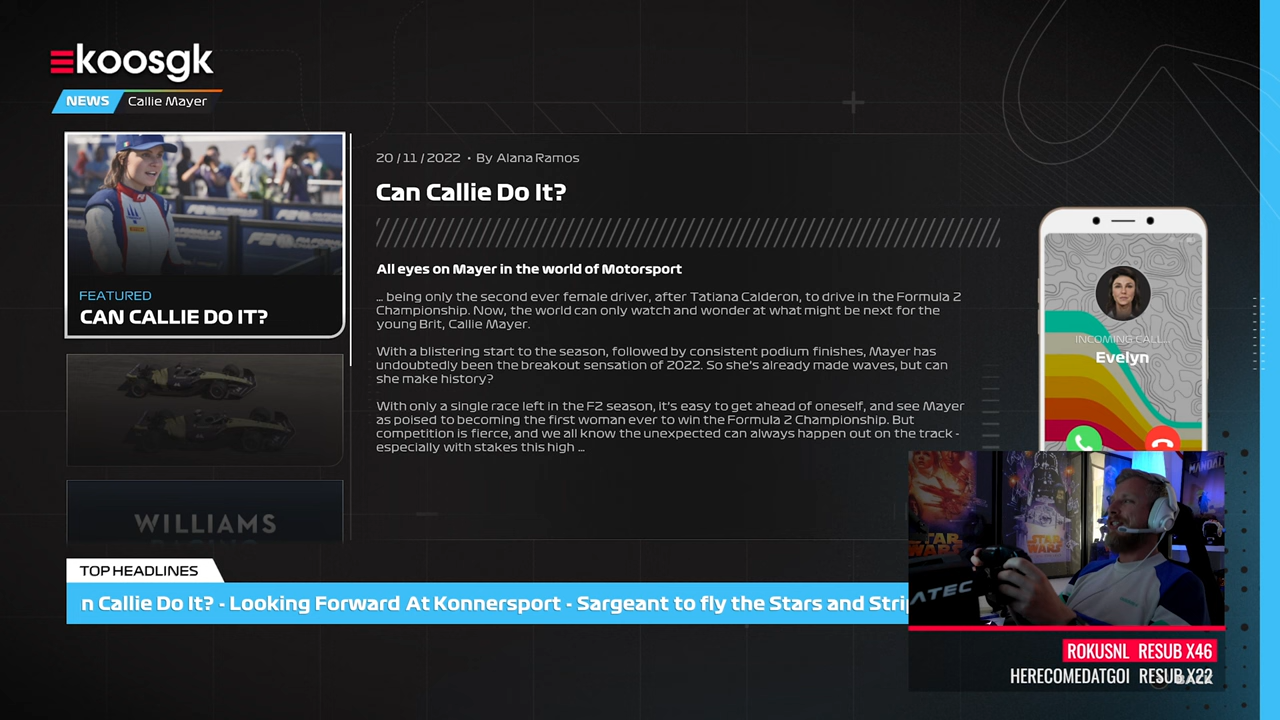 koosgk
NEWS Callie Mayer
FEATURED
CAN CALLIE DO IT?
WILLIAMS
20 / 11 / 2022 • By Alana Ramos
Can Callie Do It?
All eyes on Mayer in the world of Motorsport
... being only the second ever female driver, after Tatiana Calderon, to drive in the Formula 2
Championship. Now, the world can only watch and wonder at what might be next for the
young Brit, Callie Mayer.
With a blistering start to the season, followed by consistent podium finishes, Mayer has
undoubtedly been the breakout sensation of 2022. So she's already made waves, but can
she make history?
With only a single race left in the F2 season, it's easy to get ahead of oneself, and see Mayer
as poised to becoming the first woman ever to win the Formula 2 Championship. But
competition is fierce, and we all know the unexpected can always happen out on the track -
especially with stakes this high ...
INCOMING CALL...
Evelyn
TOP HEADLINES
n Callie Do It? - Looking Forward At Konnersport - Sargeant to fly the Stars and Strip
STAR WARS
STAR WARS
MANDAL
ATEC
ROKUSNL RESUB X46
HERECOMEDATGOI RESUB X22
BACK